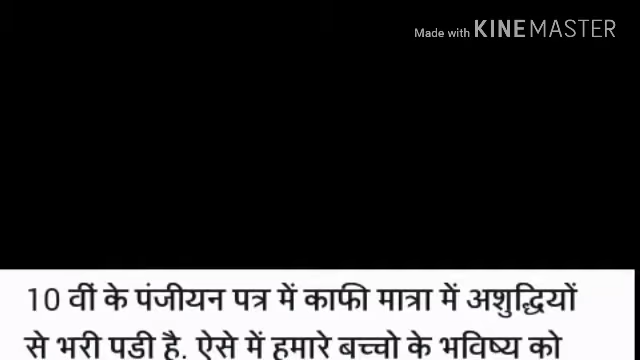 Made with KINEMASTER
10 वीं के पंजीयन पत्र में काफी मात्रा में अशुद्धियों
से भरी पडी है. ऐसे में हमारे बच्चो के भविष्य को